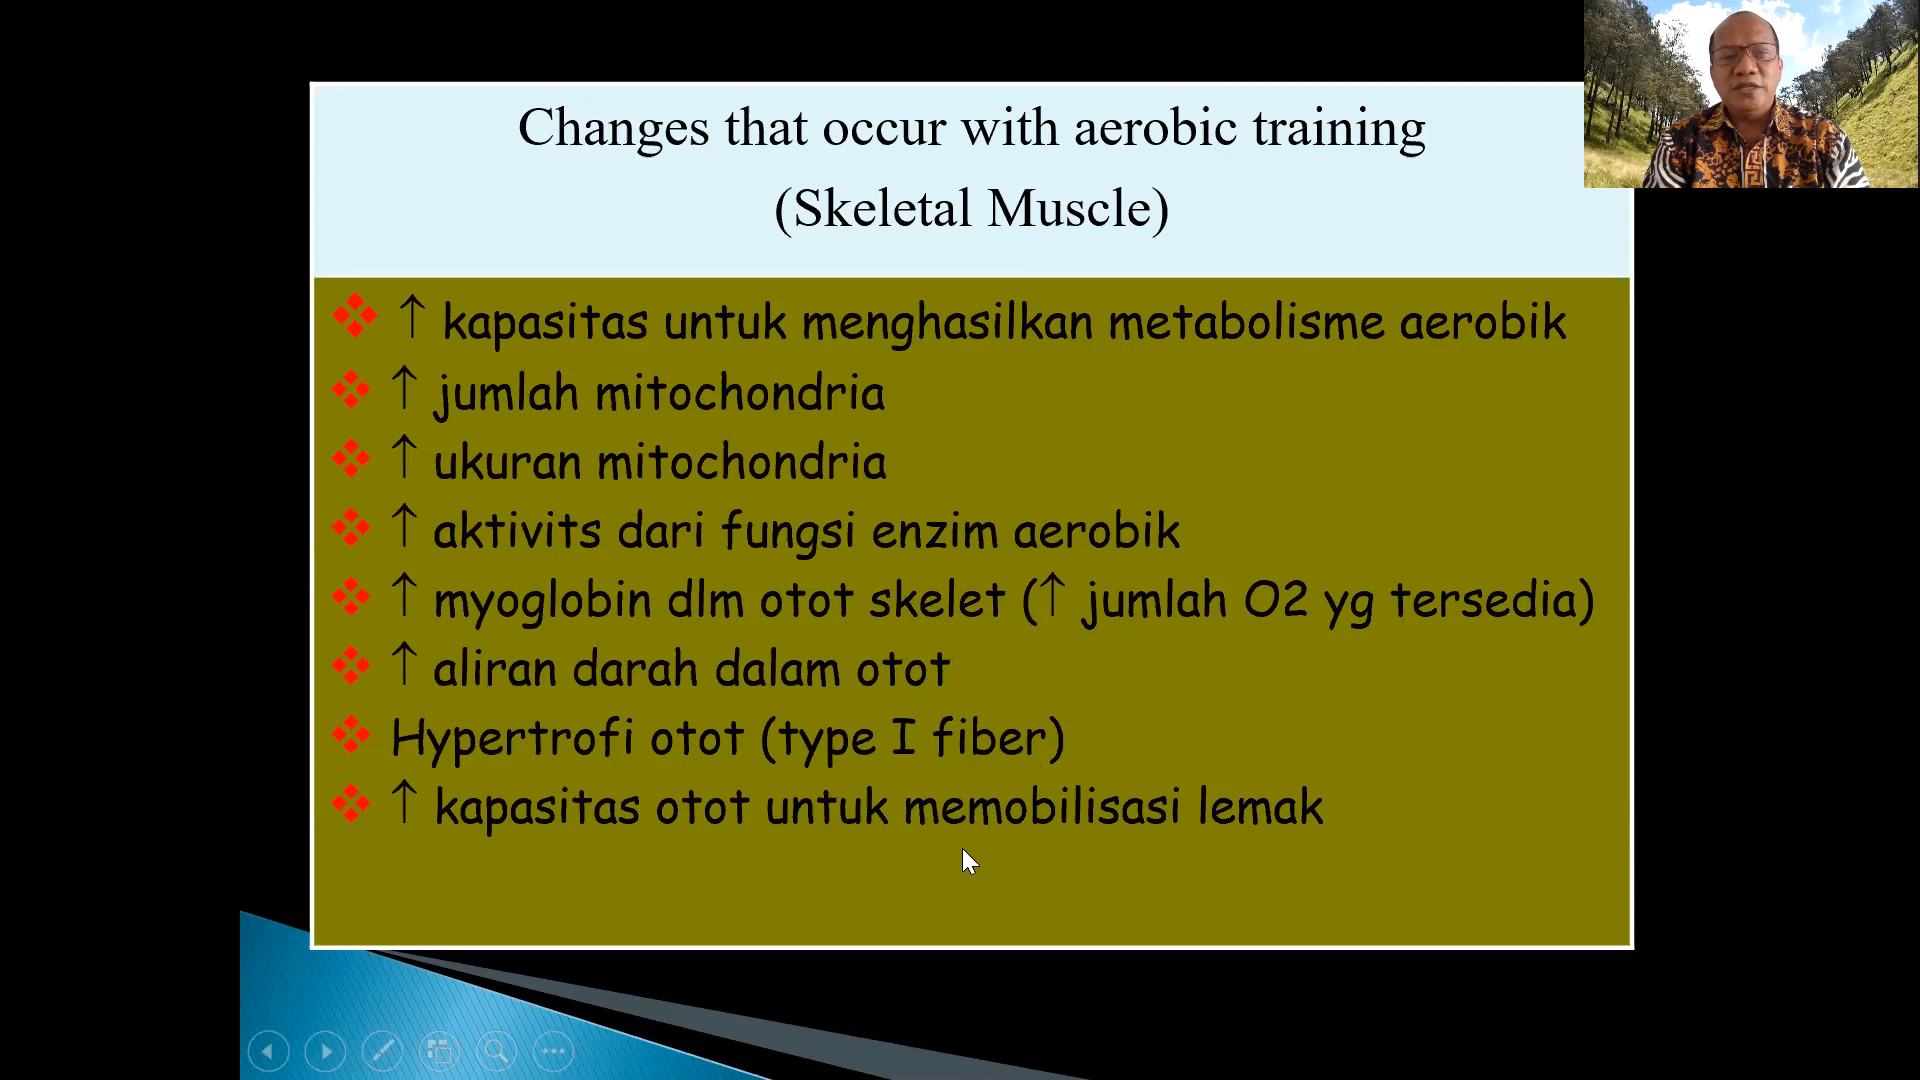 Changes that occur with aerobic training
(Skeletal Muscle)
↑ kapasitas untuk menghasilkan metabolisme aerobik
↑ jumlah mitochondria
↑ ukuran mitochondria
↑ aktivits dari fungsi enzim aerobik
↑ myoglobin dlm otot skelet (↑ jumlah O2 yg tersedia)
↑ aliran darah dalam otot
Hypertrofi otot (type I fiber)
↑ kapasitas otot untuk memobilisasi lemak